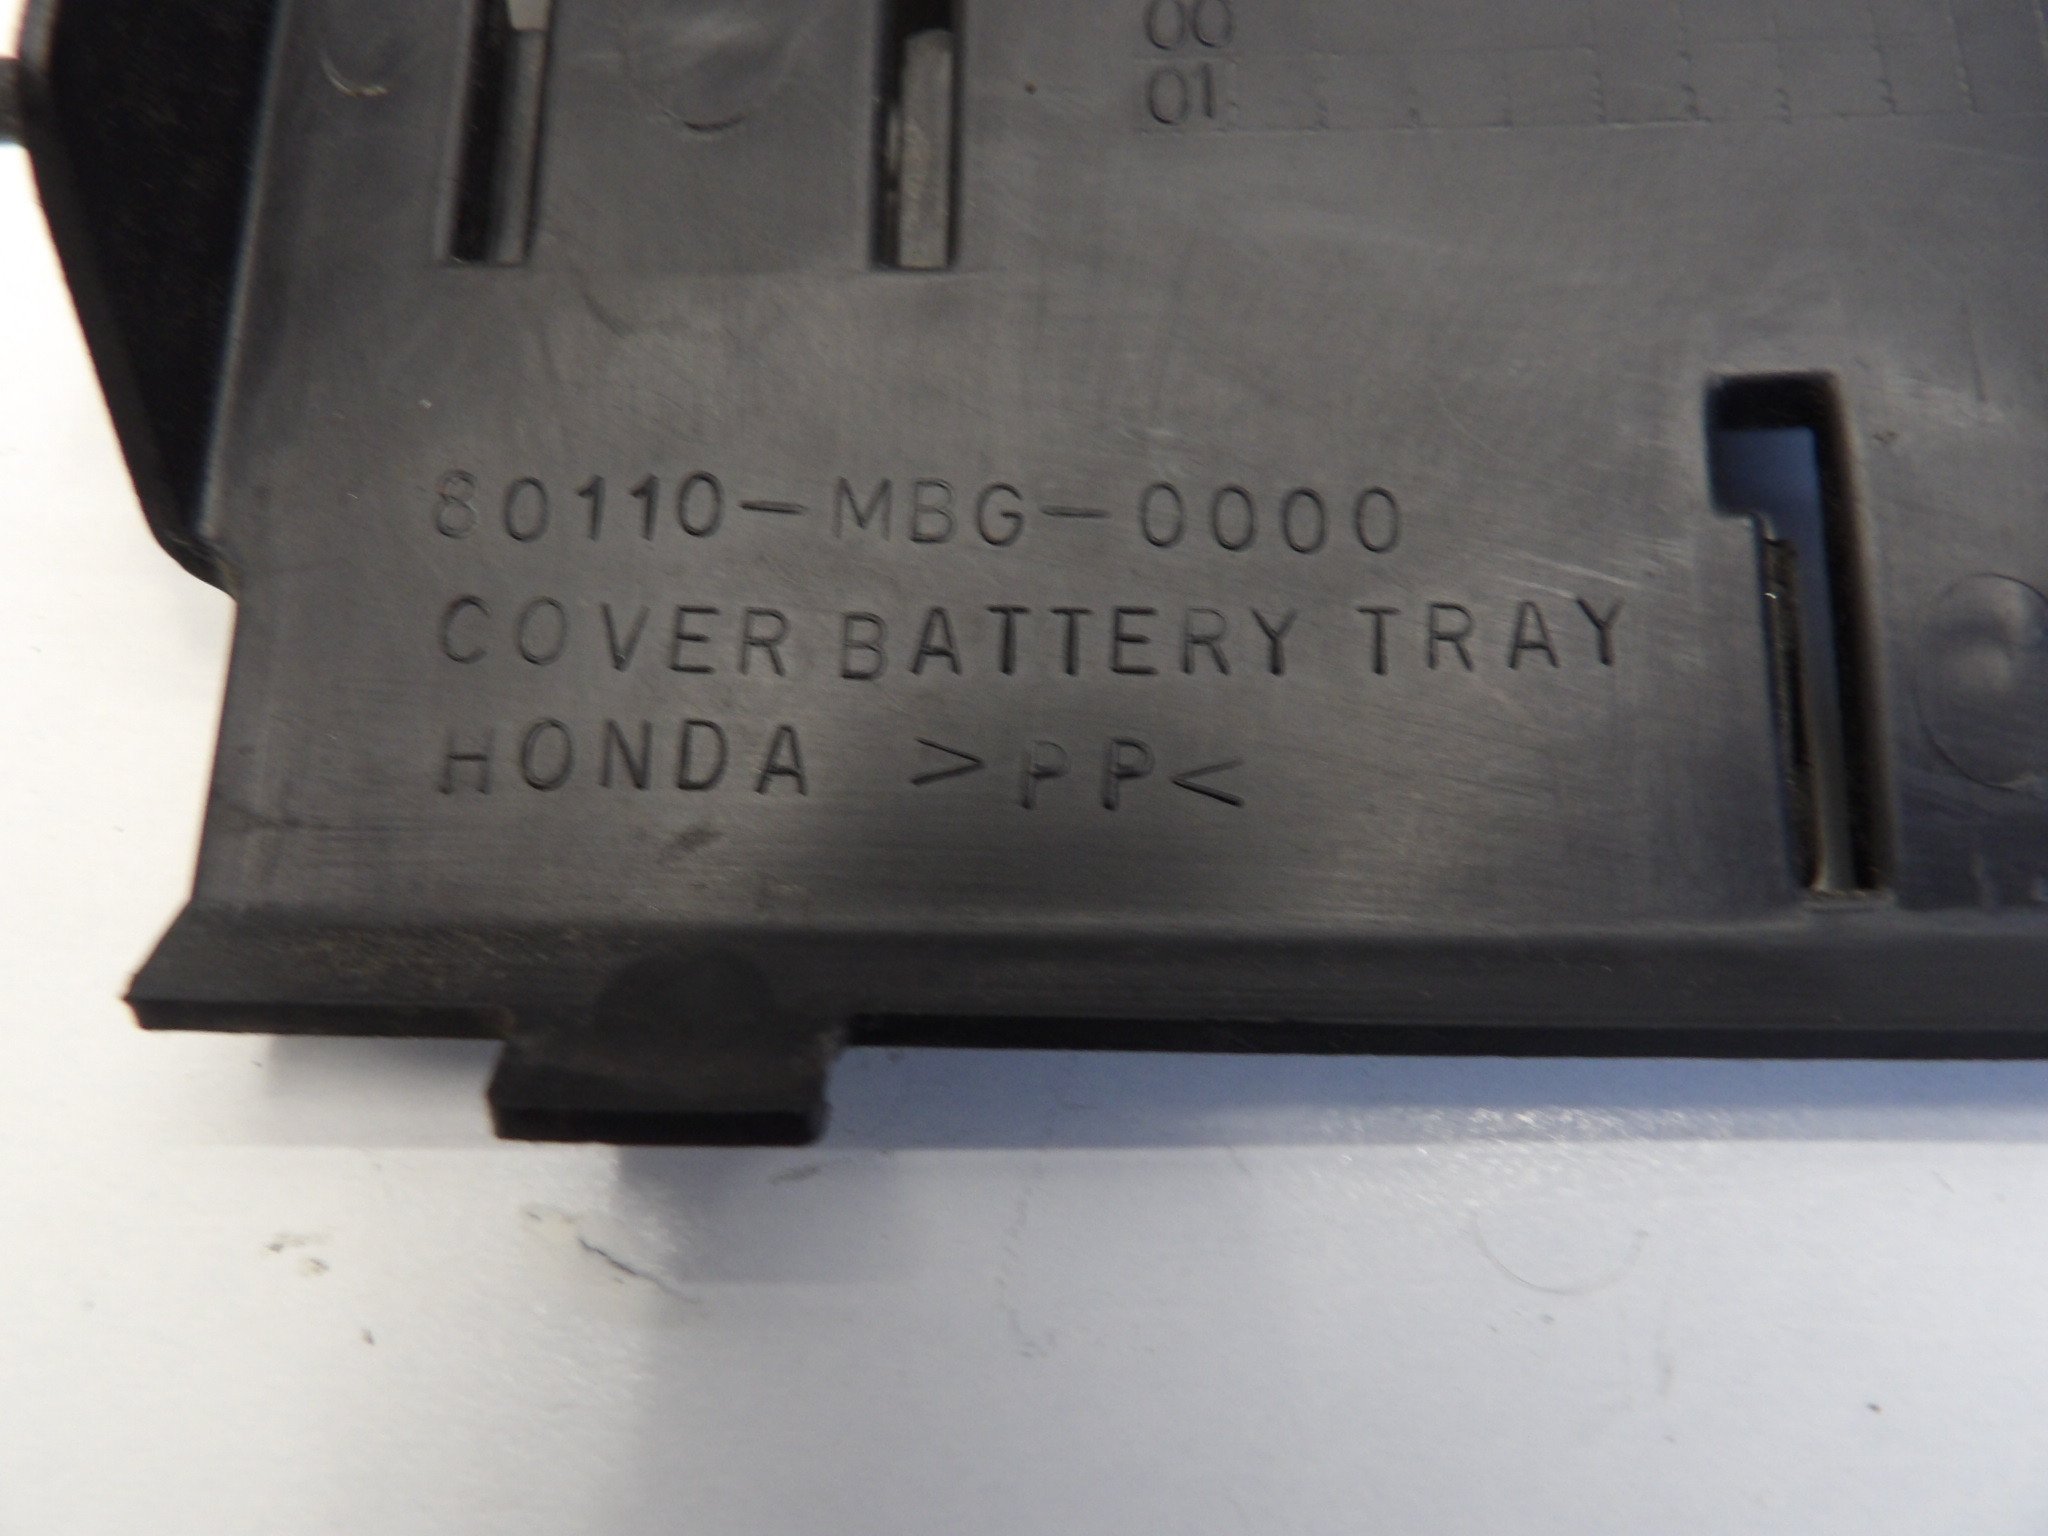 00
01
80110-MBG-0000
COVER BATTERY TRAY
HONDA >PP<